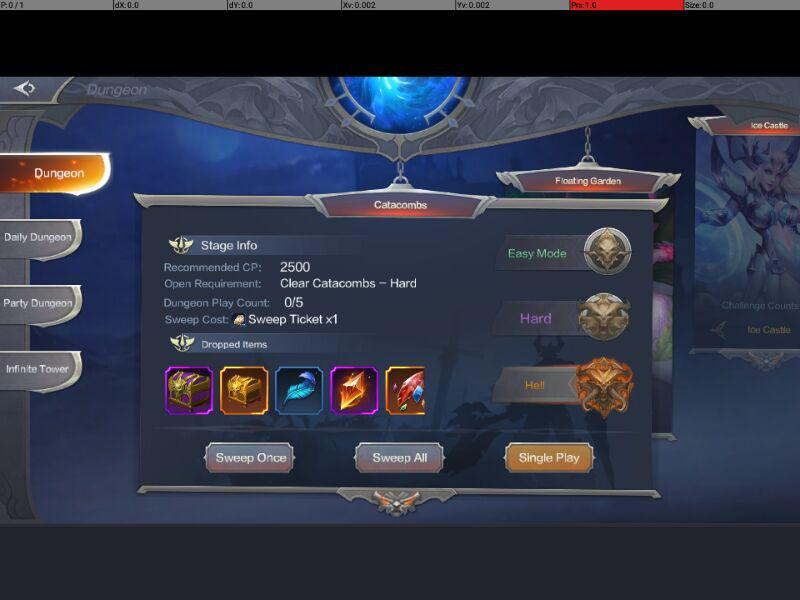 P: 0 / 1 dX: 0.0 dY: 0.0 Xv: 0.002 Yv: 0.002 Prs: 1.0 Size: 0.0
Dungeon
Ice Castle
Dungeon
Floating Garden
Catacombs
Daily Dungeon
Stage Info
Easy Mode
Recommended CP: 2500
Open Requirement: Clear Catacombs – Hard
Party Dungeon
Dungeon Play Count: 0/5
Challenge Counts
Sweep Cost: Sweep Ticket x1
Hard
Ice Castle
Dropped Items
Infinite Tower
Hell
Sweep Once
Sweep All
Single Play